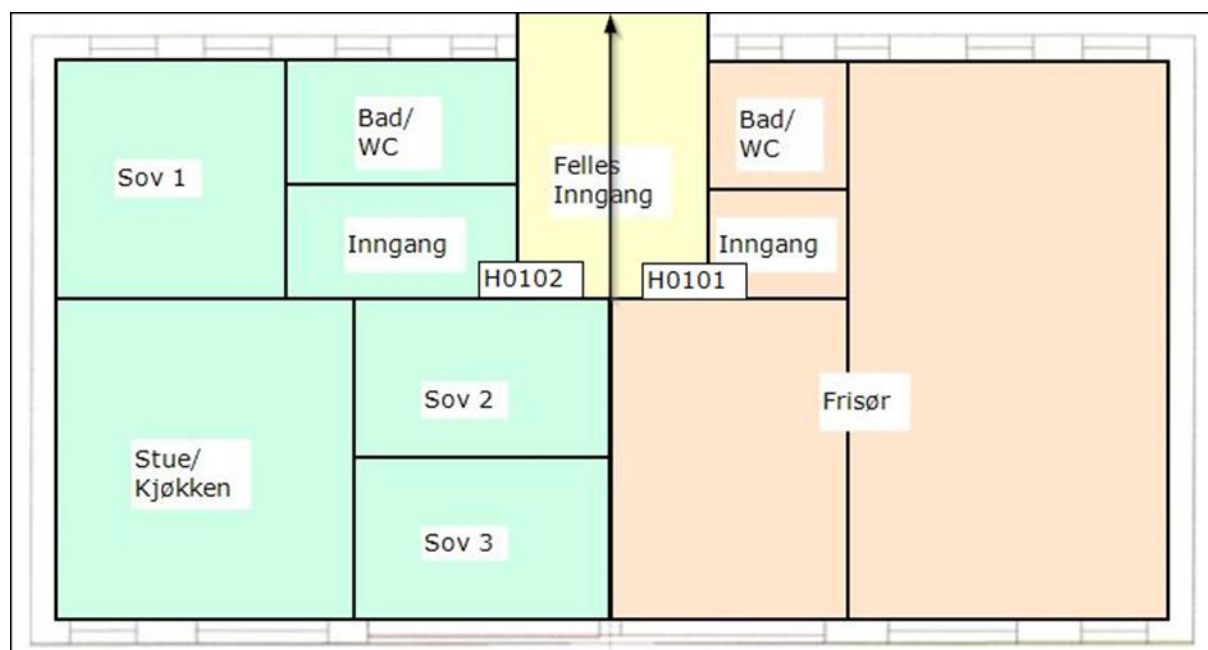 Sov 1
Bad/
WC
Inngang
Felles
Inngang
Bad/
WC
Inngang
H0102
H0101
Stue/
Kjøkken
Sov 2
Sov 3
Frisør